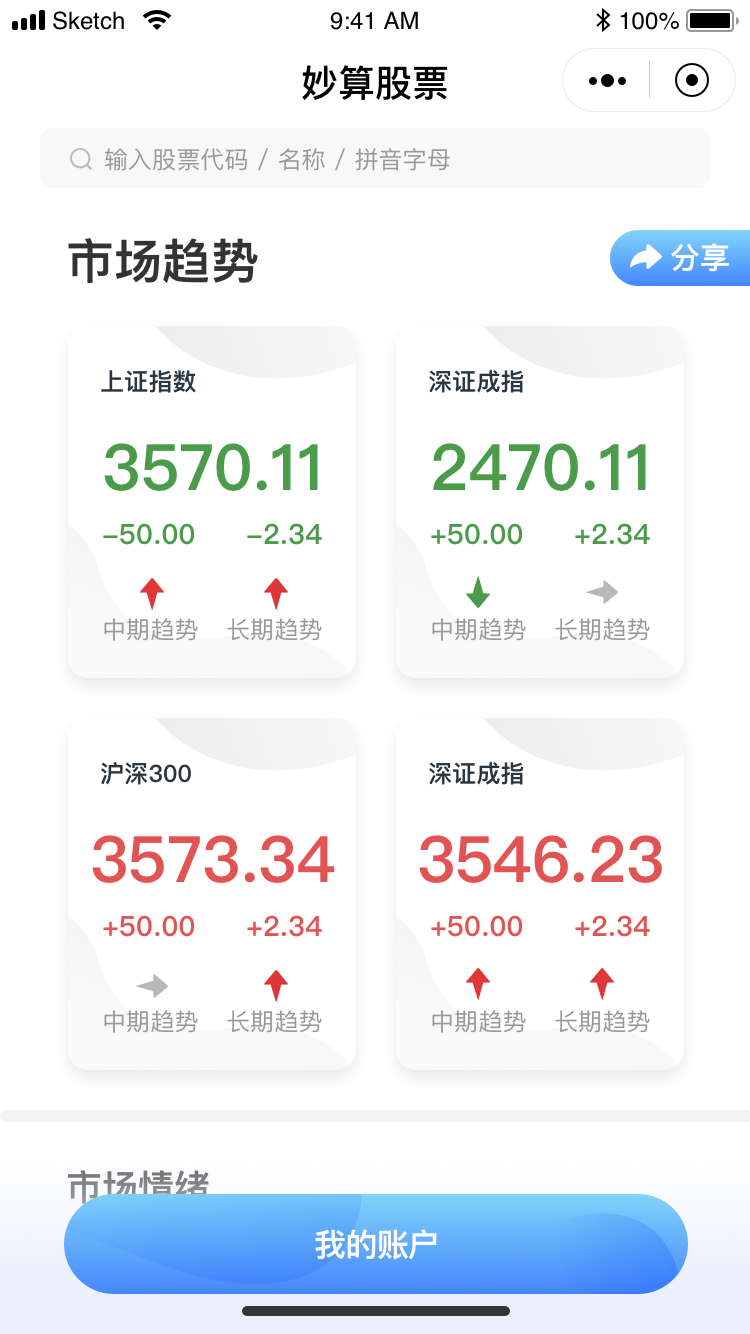 Sketch 9:41 AM 100%
妙算股票
输入股票代码 / 名称 / 拼音字母
市场趋势 分享
上证指数 深证成指
3570.11 2470.11
−50.00 −2.34 +50.00 +2.34
中期趋势 长期趋势 中期趋势 长期趋势
沪深300 深证成指
3573.34 3546.23
+50.00 +2.34 +50.00 +2.34
中期趋势 长期趋势 中期趋势 长期趋势
市场情绪
我的账户